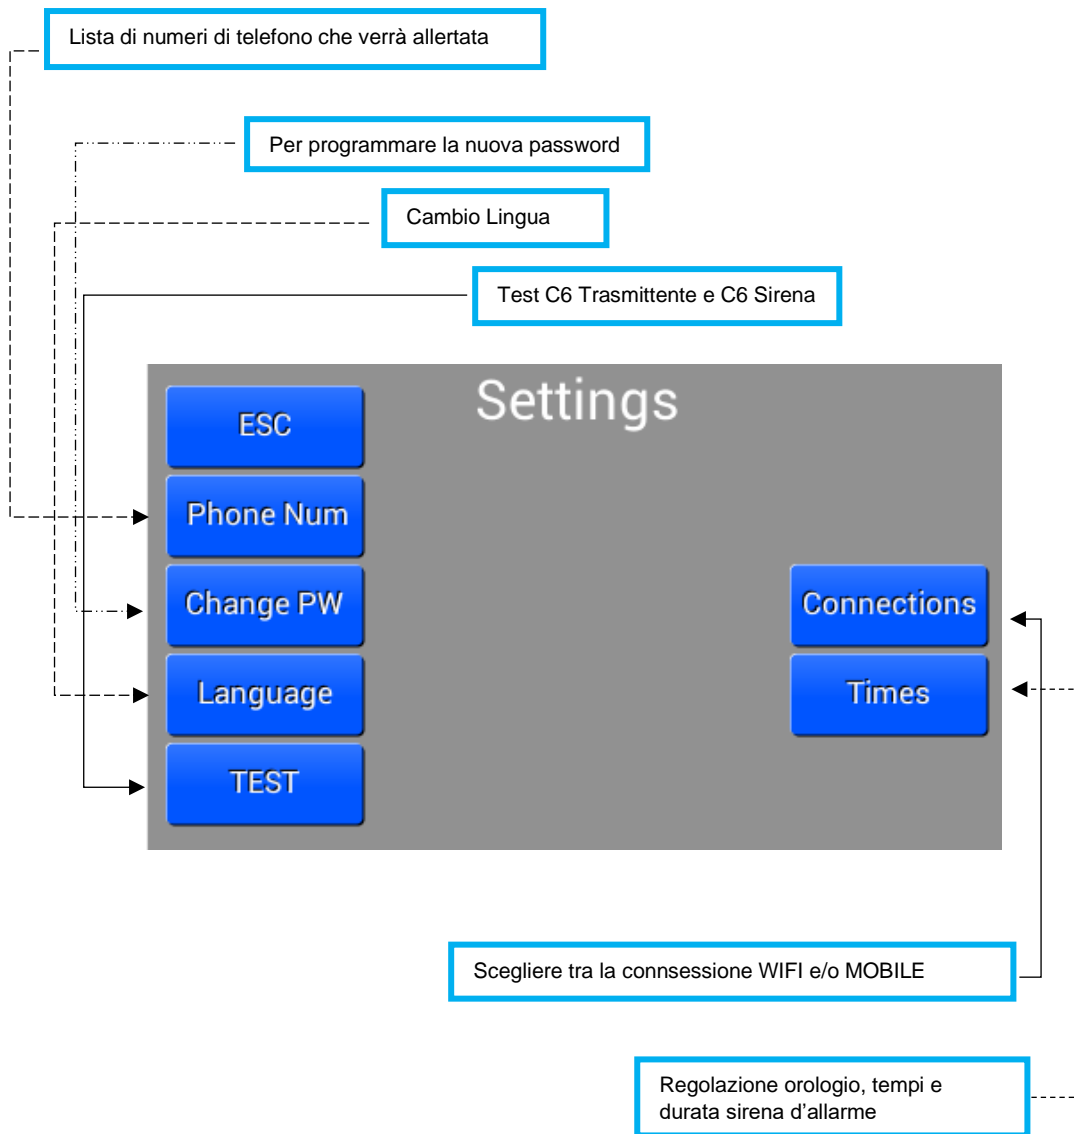 Lista di numeri di telefono che verrà allertata
Per programmare la nuova password
Cambio Lingua
Test C6 Trasmittente e C6 Sirena
Settings
ESC
Phone Num
Change PW
Language
TEST
Connections
Times
Scegliere tra la connsessione WIFI e/o MOBILE
Regolazione orologio, tempi e
durata sirena d’allarme